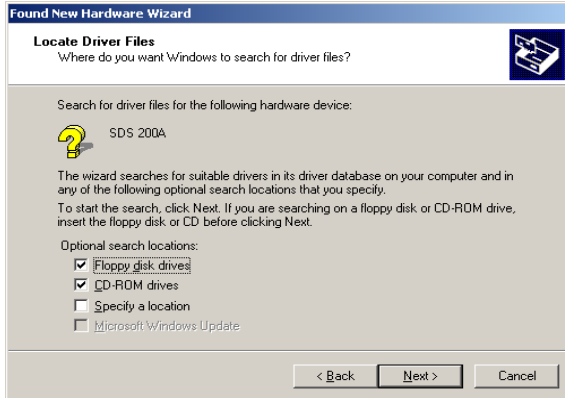 Found New Hardware Wizard
Locate Driver Files
Where do you want Windows to search for driver files?
Search for driver files for the following hardware device:
SDS 200A
The wizard searches for suitable drivers in its driver database on your computer and in
any of the following optional search locations that you specify.
To start the search, click Next. If you are searching on a floppy disk or CD-ROM drive,
insert the floppy disk or CD before clicking Next.
Optional search locations:
Floppy disk drives
CD-ROM drives
Specify a location
Microsoft Windows Update
< Back
Next >
Cancel